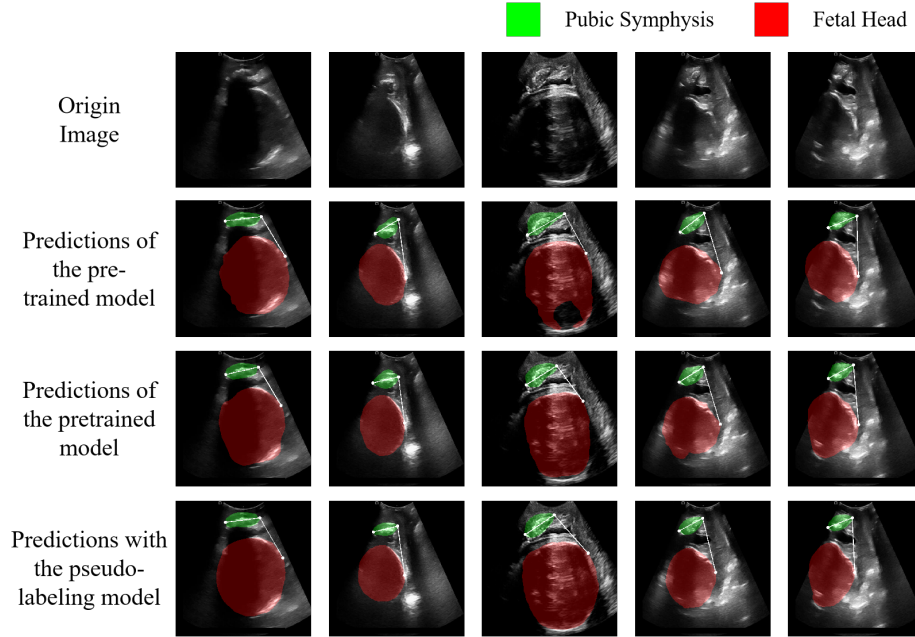 Pubic Symphysis
Fetal Head
Origin
Image
Predictions of
the pre-
trained model
Predictions of
the pretrained
model
Predictions with
the pseudo-
labeling model